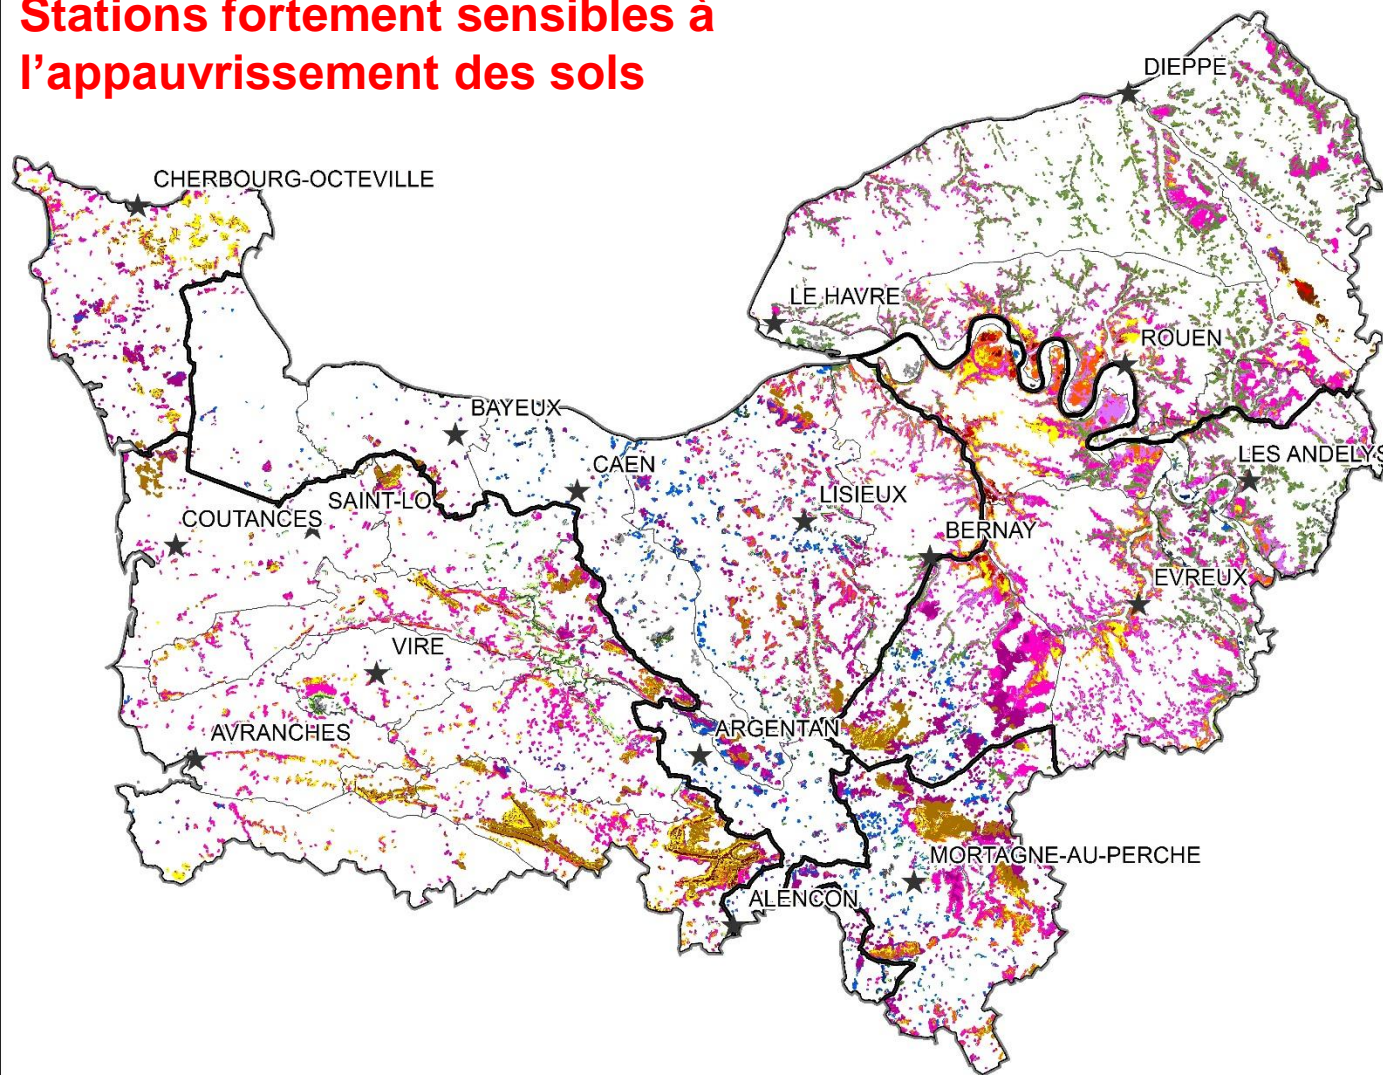 Stations fortement sensibles à
l’appauvrissement des sols
DIEPPE
CHERBOURG-OCTEVILLE
LE HAVRE
ROUEN
BAYEUX
LES ANDELYS
CAEN
LISIEUX
SAINT-LO
COUTANCES
BERNAY
EVREUX
VIRE
AVRANCHES
ARGENTAN
MORTAGNE-AU-PERCHE
ALENCON